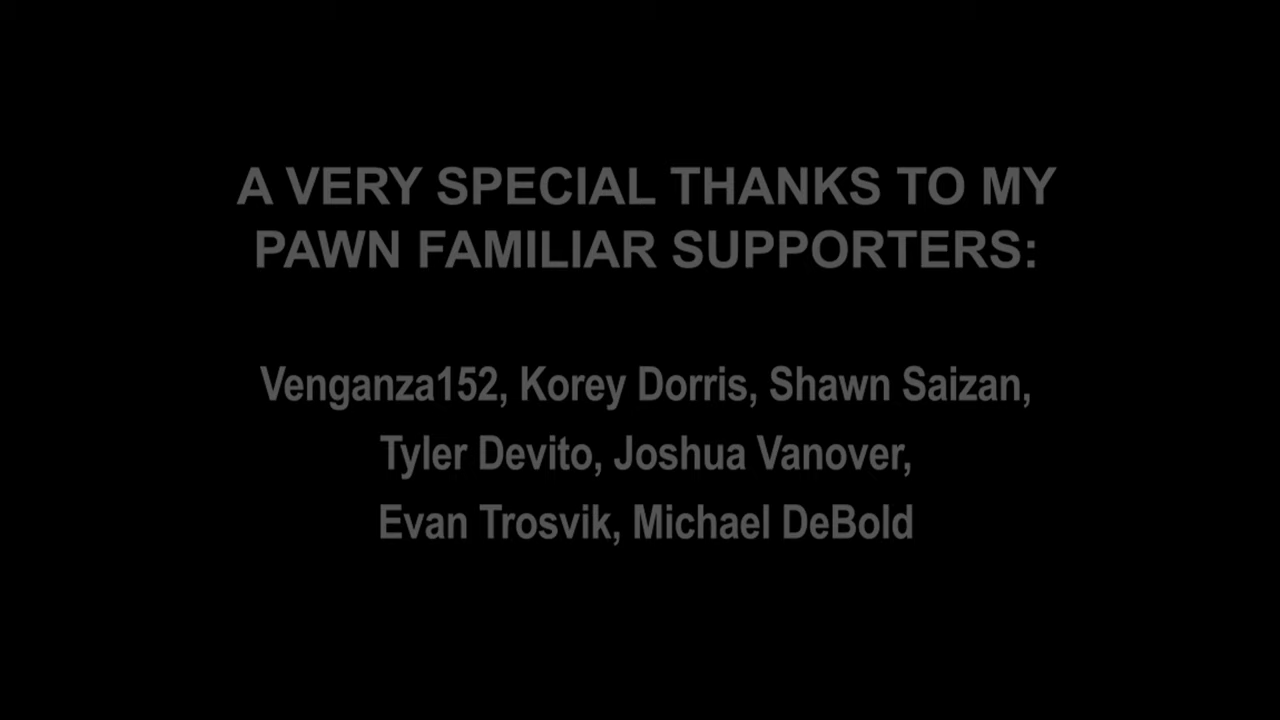 A VERY SPECIAL THANKS TO MY
PAWN FAMILIAR SUPPORTERS:
Venganza152, Korey Dorris, Shawn Saizan,
Tyler Devito, Joshua Vanover,
Evan Trosvik, Michael DeBold